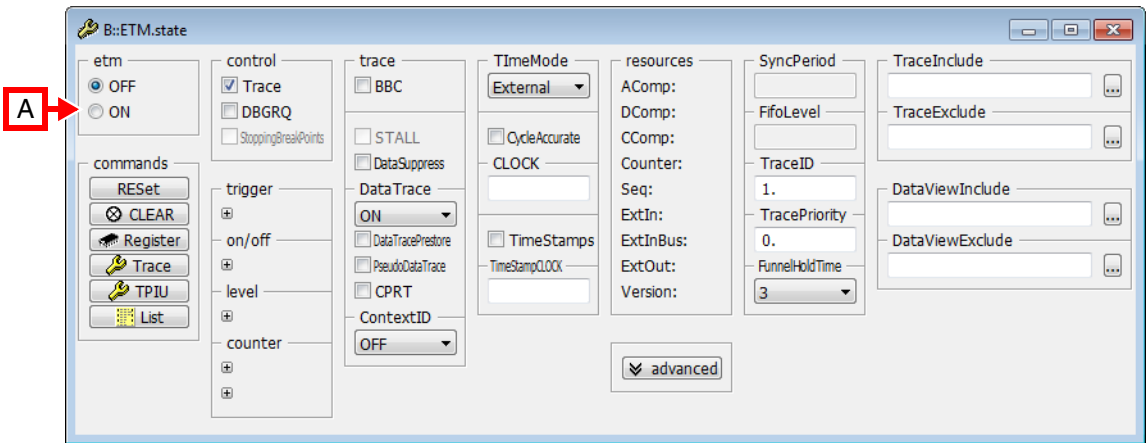 B::ETM.state
etm
OFF
ON
A
commands
RESet
CLEAR
Register
Trace
TPIU
List
control
Trace
DBGRQ
StoppingBreakPoints
trigger
on/off
level
counter
trace
BBC
STALL
DataSuppress
DataTrace
ON
DataTracePrestore
PseudoDataTrace
CPRT
ContextID
OFF
TImeMode
External
CycleAccurate
CLOCK
TimeStamps
TimeStampCLOCK
resources
AComp:
DComp:
CComp:
Counter:
Seq:
ExtIn:
ExtInBus:
ExtOut:
Version:
advanced
SyncPeriod
FifoLevel
TraceID
1.
TracePriority
0.
FunnelHoldTime
3
TraceInclude
...
TraceExclude
...
DataViewInclude
...
DataViewExclude
...